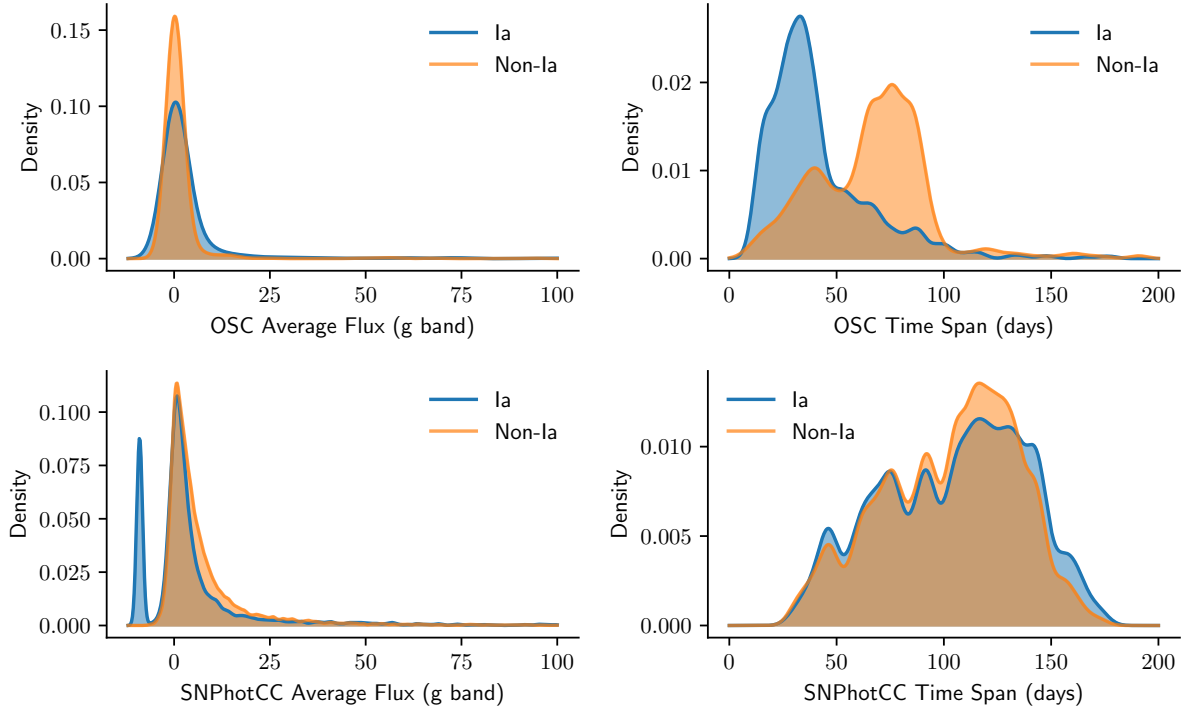 0.15
0.10
0.05
0.00
Density
Ia
Non-Ia
0 25 50 75 100
OSC Average Flux (g band)
0.02
0.01
0.00
Density
Ia
Non-Ia
0 50 100 150 200
OSC Time Span (days)
0.100
0.075
0.050
0.025
0.000
Density
Ia
Non-Ia
0 25 50 75 100
SNPhotCC Average Flux (g band)
0.010
0.005
0.000
Density
Ia
Non-Ia
0 50 100 150 200
SNPhotCC Time Span (days)